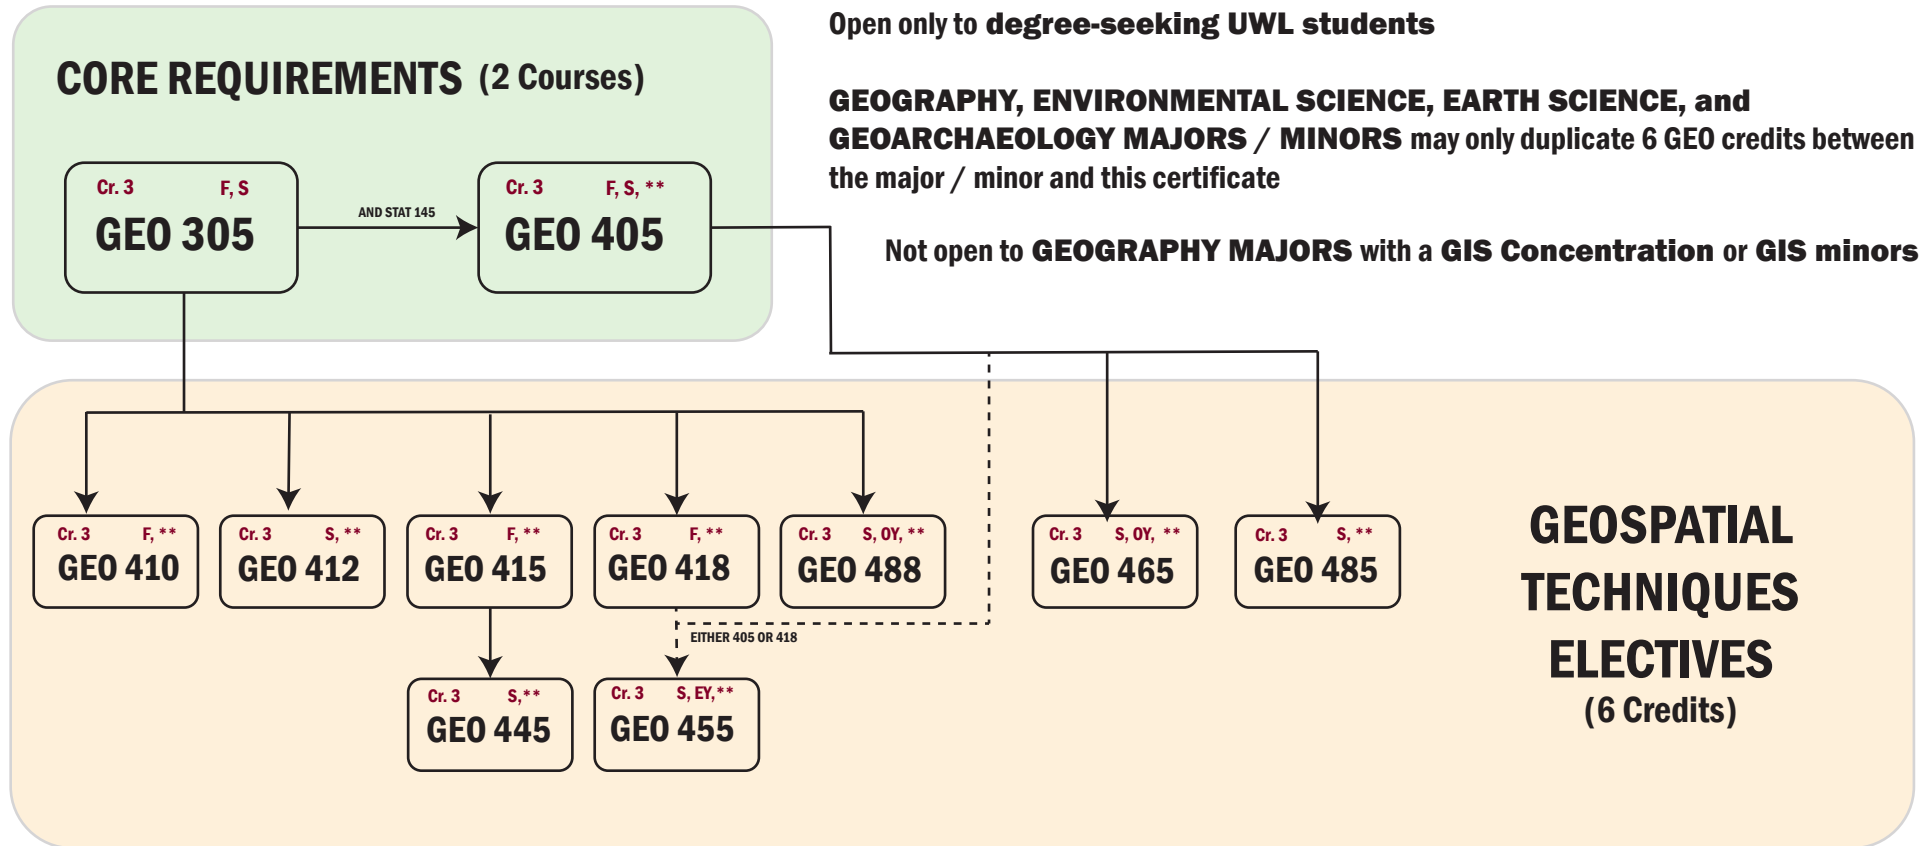 CORE REQUIREMENTS (2 Courses)
Cr. 3 F, S
GEO 305
AND STAT 145
Cr. 3 F, S, **
GEO 405
Open only to degree-seeking UWL students
GEOGRAPHY, ENVIRONMENTAL SCIENCE, EARTH SCIENCE, and
GEOARCHAEOLOGY MAJORS / MINORS may only duplicate 6 GEO credits between
the major / minor and this certificate
Not open to GEOGRAPHY MAJORS with a GIS Concentration or GIS minors
Cr. 3 F, **
GEO 410
Cr. 3 S, **
GEO 412
Cr. 3 F, **
GEO 415
Cr. 3 F, **
GEO 418
Cr. 3 S, OY, **
GEO 488
Cr. 3 S, OY, **
GEO 465
Cr. 3 S, **
GEO 485
EITHER 405 OR 418
Cr. 3 S,**
GEO 445
Cr. 3 S, EY,**
GEO 455
GEOSPATIAL
TECHNIQUES
ELECTIVES
(6 Credits)